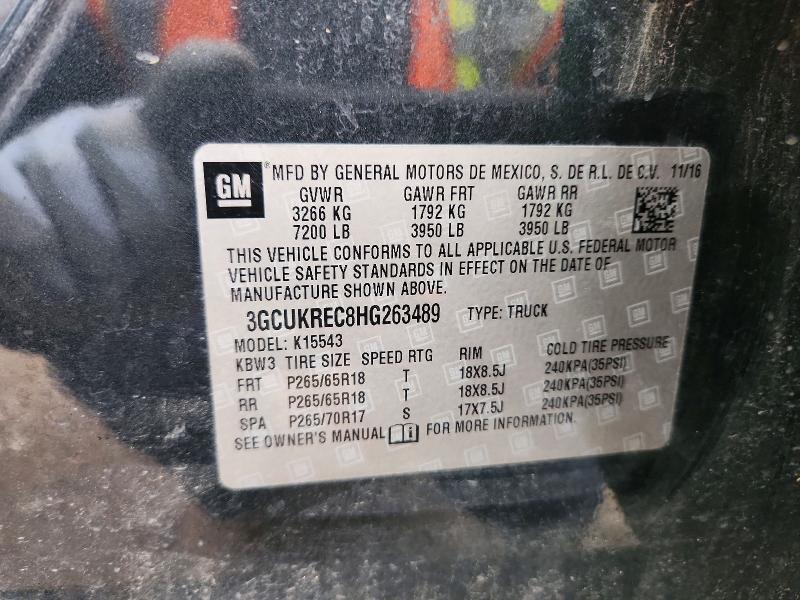 GM ® MFD BY GENERAL MOTORS DE MEXICO, S. DE R.L. DE C.V. 11/16
GVWR GAWR FRT GAWR RR
3266 KG 1792 KG 1792 KG
7200 LB 3950 LB 3950 LB
THIS VEHICLE CONFORMS TO ALL APPLICABLE U.S. FEDERAL MOTOR
VEHICLE SAFETY STANDARDS IN EFFECT ON THE DATE OF
MANUFACTURE SHOWN ABOVE.
3GCUKREC8HG263489 TYPE: TRUCK
MODEL: K15543
KBW3 TIRE SIZE SPEED RTG RIM COLD TIRE PRESSURE
FRT P265/65R18 T 18X8.5J 240KPA(35PSI)
RR P265/65R18 T 18X8.5J 240KPA(35PSI)
SPA P265/70R17 S 17X7.5J 240KPA(35PSI)
SEE OWNER'S MANUAL FOR MORE INFORMATION.